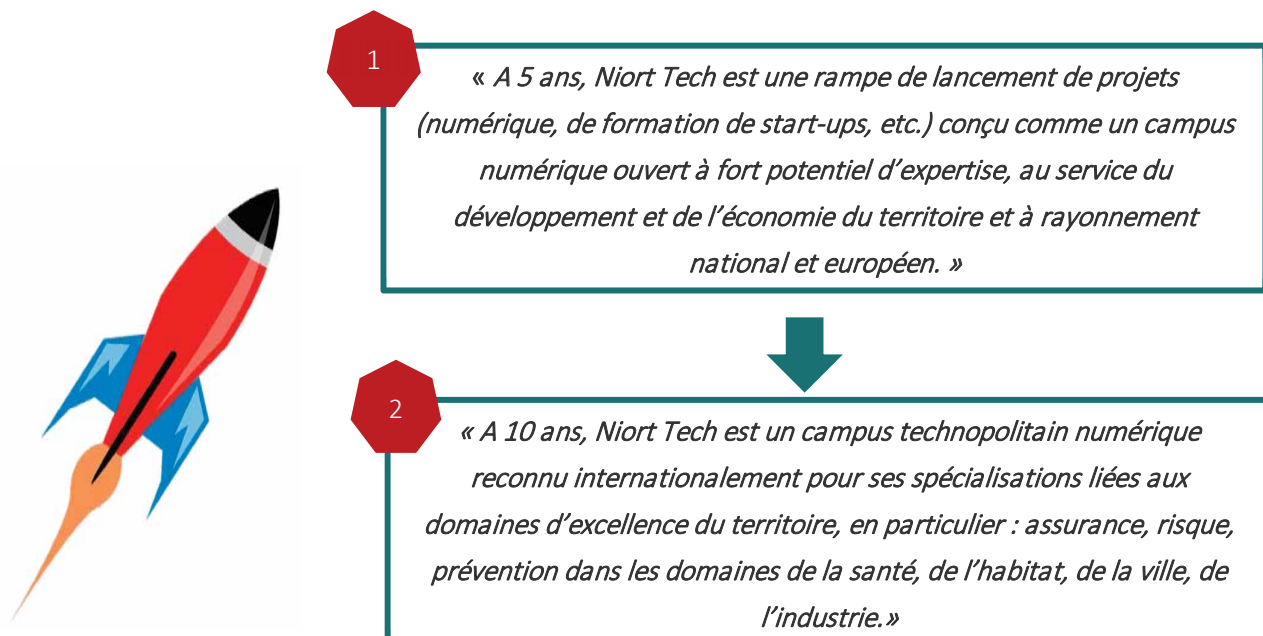 1
« A 5 ans, Niort Tech est une rampe de lancement de projets
(numérique, de formation de start-ups, etc.) conçu comme un campus
numérique ouvert à fort potentiel d’expertise, au service du
développement et de l’économie du territoire et à rayonnement
national et européen. »
2
« A 10 ans, Niort Tech est un campus technopolitain numérique
reconnu internationalement pour ses spécialisations liées aux
domaines d’excellence du territoire, en particulier : assurance, risque,
prévention dans les domaines de la santé, de l’habitat, de la ville, de
l’industrie.»